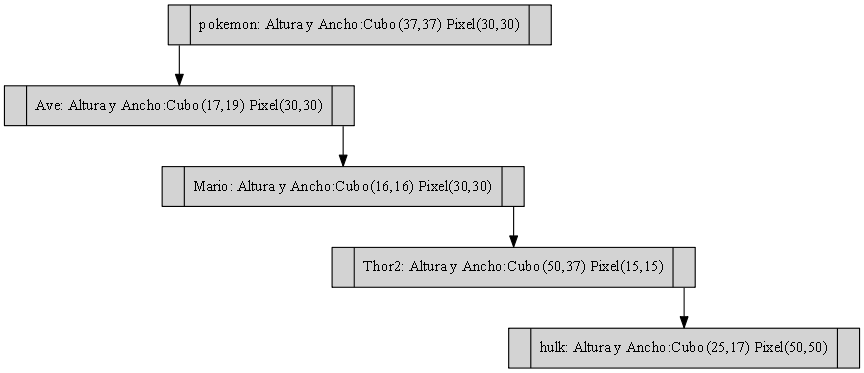 pokemon: Altura y Ancho:Cubo(37,37) Pixel(30,30)
Ave: Altura y Ancho:Cubo(17,19) Pixel(30,30)
Mario: Altura y Ancho:Cubo(16,16) Pixel(30,30)
Thor2: Altura y Ancho:Cubo(50,37) Pixel(15,15)
hulk: Altura y Ancho:Cubo(25,17) Pixel(50,50)